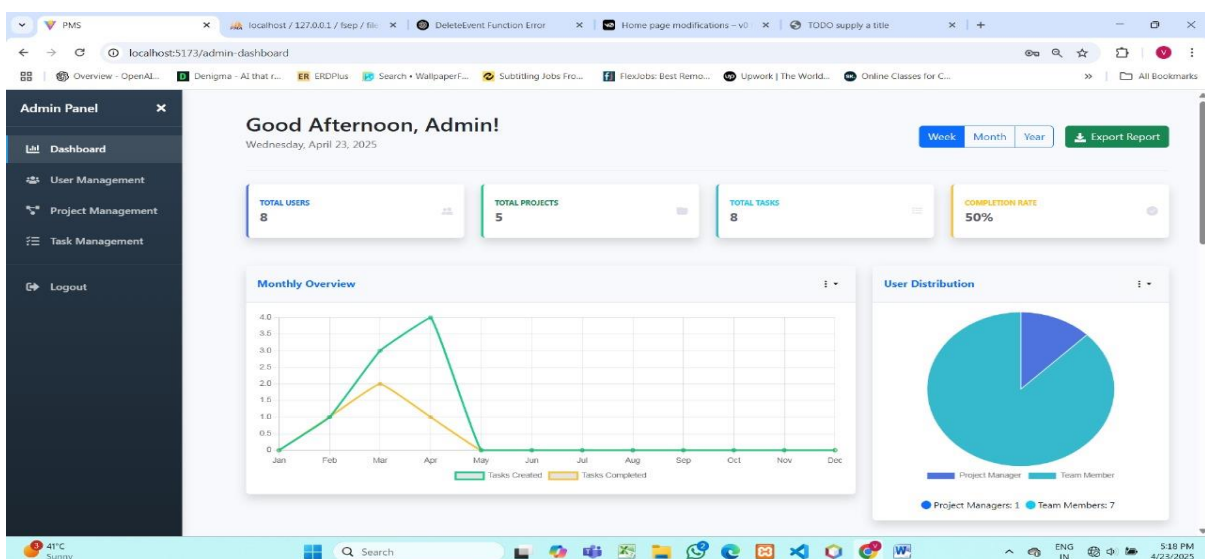 PMS
localhost / 127.0.0.1 / fsep / file
DeleteEvent Function Error
Home page modifications – v0
TODO supply a title
localhost:5173/admin-dashboard
Overview - OpenAI...
Denigma - AI that r...
ER ERDPlus
Search • WallpaperF...
Subtitling Jobs Fro...
FlexJobs: Best Remo...
Upwork | The World...
Online Classes for C...
All Bookmarks
Admin Panel
Dashboard
User Management
Project Management
Task Management
Logout
Good Afternoon, Admin!
Wednesday, April 23, 2025
Week Month Year
Export Report
TOTAL USERS
8
TOTAL PROJECTS
5
TOTAL TASKS
8
COMPLETION RATE
50%
Monthly Overview
4.0
3.5
3.0
2.5
2.0
1.5
1.0
0.5
0
Jan Feb Mar Apr May Jun Jul Aug Sep Oct Nov Dec
Tasks Created Tasks Completed
User Distribution
Project Manager Team Member
Project Managers: 1 Team Members: 7
3
41°C
Sunny
Search
ENG
IN
5:18 PM
4/23/2025